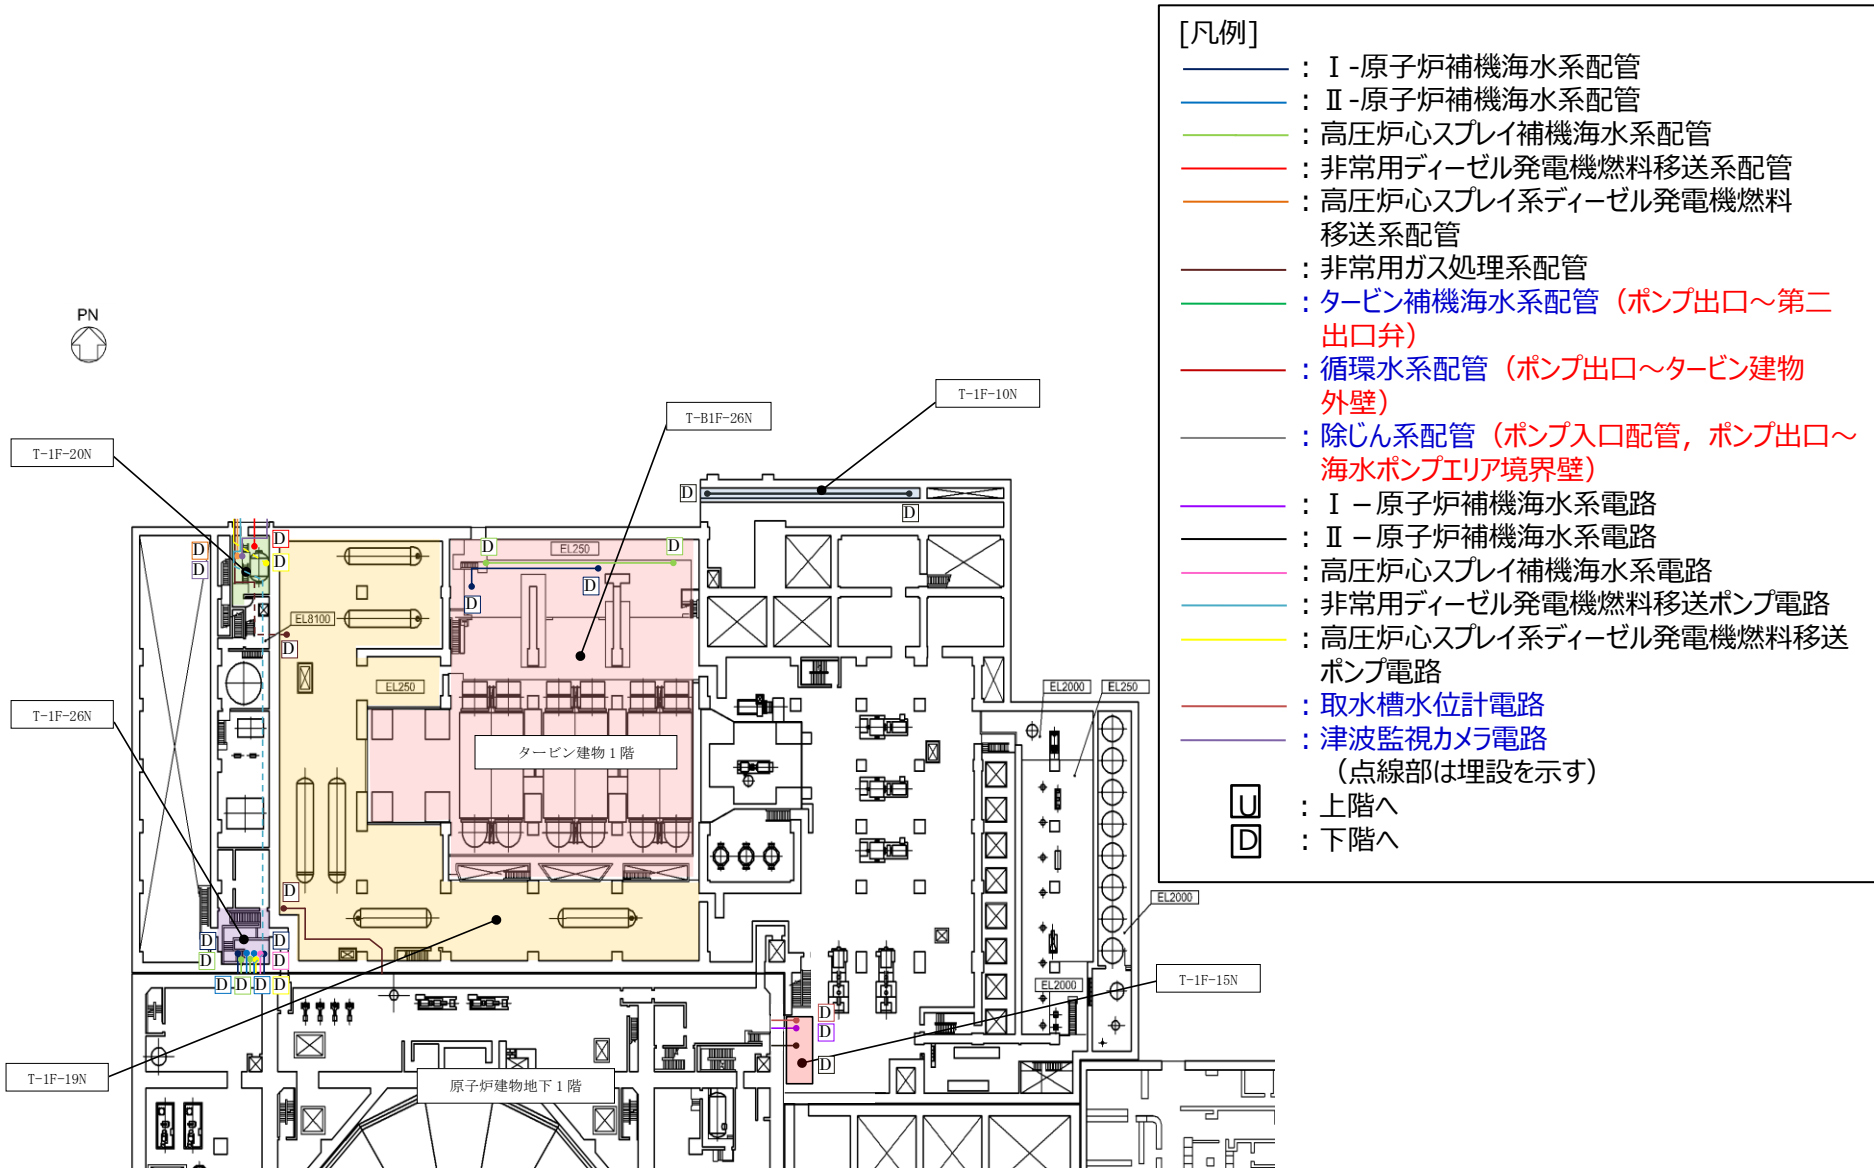 [凡例]
：Ⅰ-原子炉補機海水系配管
：Ⅱ-原子炉補機海水系配管
：高圧炉心スプレイ補機海水系配管
：非常用ディーゼル発電機燃料移送系配管
：高圧炉心スプレイ系ディーゼル発電機燃料
移送系配管
：非常用ガス処理系配管
：タービン補機海水系配管（ポンプ出口～第二
出口弁）
：循環水系配管（ポンプ出口～タービン建物
外壁）
：除じん系配管（ポンプ入口配管，ポンプ出口～
海水ポンプエリア境界壁）
：Ⅰ－原子炉補機海水系電路
：Ⅱ－原子炉補機海水系電路
：高圧炉心スプレイ補機海水系電路
：非常用ディーゼル発電機燃料移送ポンプ電路
：高圧炉心スプレイ系ディーゼル発電機燃料移送
ポンプ電路
：取水槽水位計電路
：津波監視カメラ電路
（点線部は埋設を示す）
U ：上階へ
D ：下階へ
PN
T-1F-10N
T-B1F-26N
T-1F-20N
D
D
D
D
D
D
D
D
EL250
D
D
EL8100
D
EL250
EL2000
EL250
T-1F-26N
タービン建物1階
D
EL2000
D
D
D
D
D
D
D
D
T-1F-15N
EL2000
D
D
D
T-1F-19N
原子炉建物地下1階